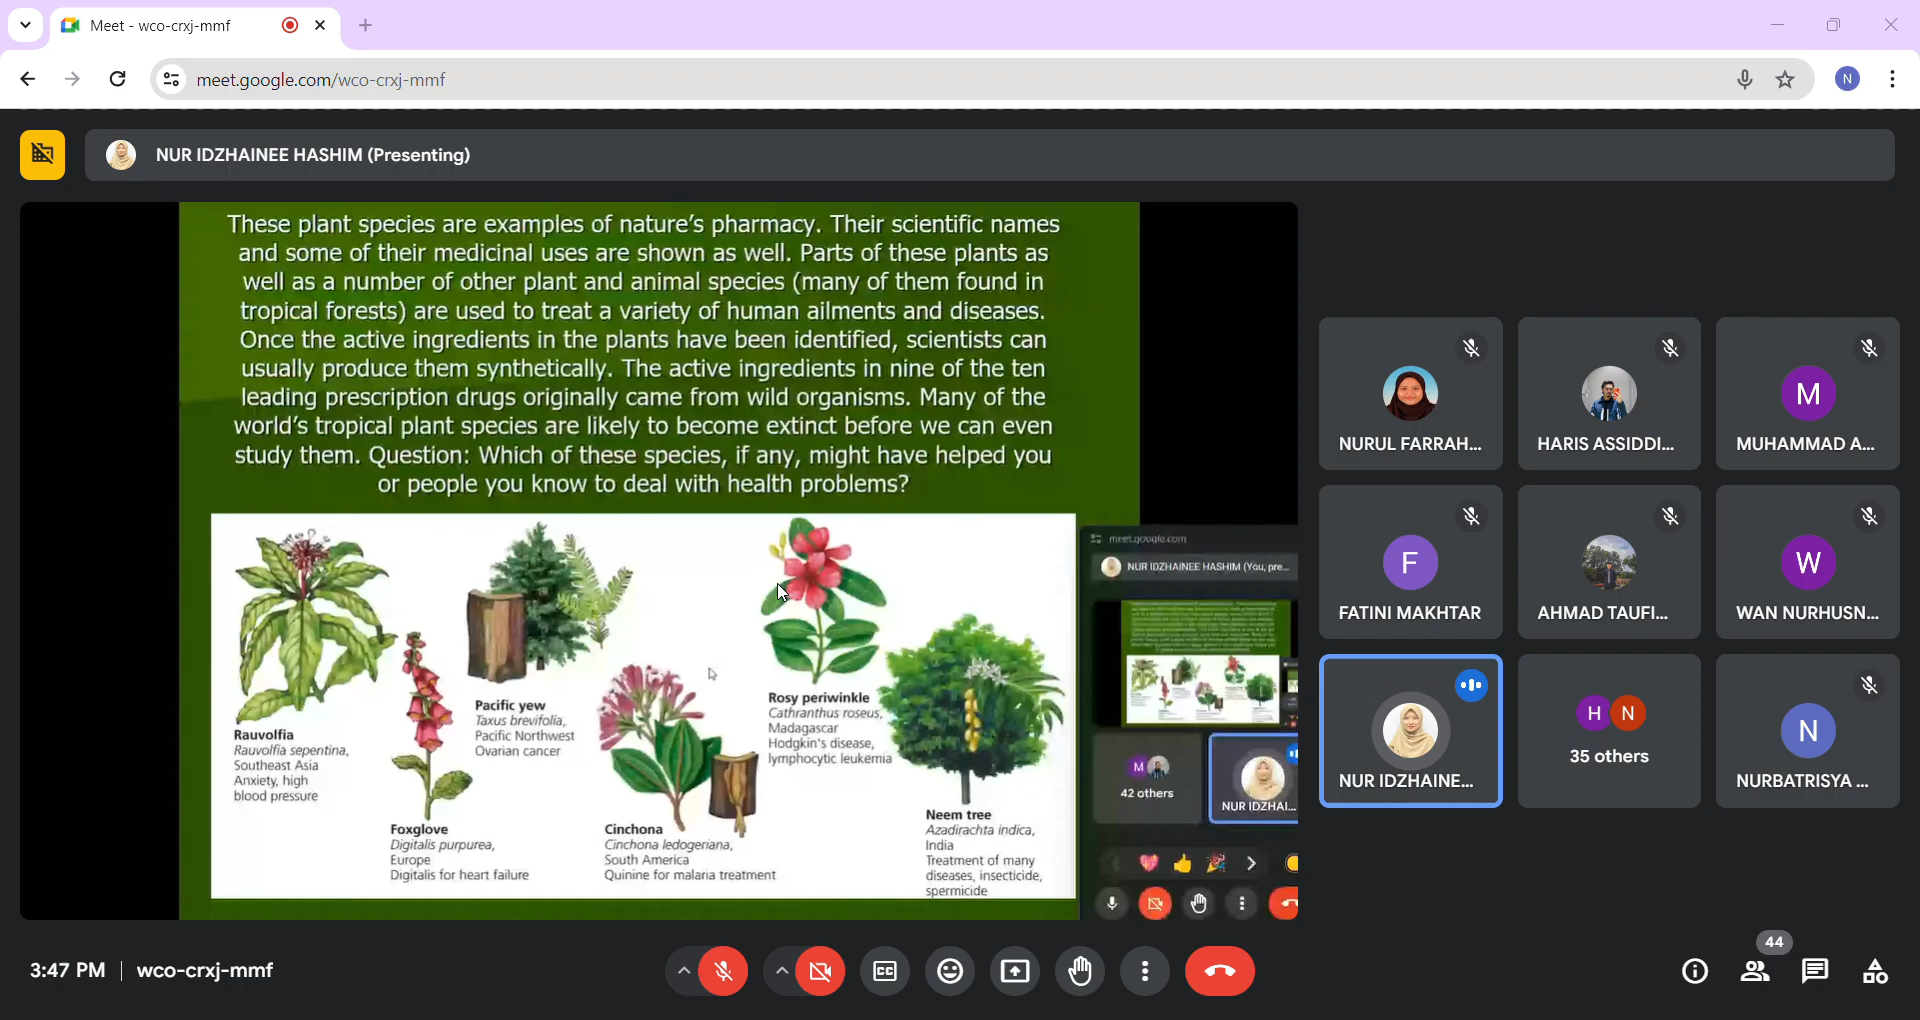 Meet - wco-crxj-mmf
meet.google.com/wco-crxj-mmf
N
NUR IDZHAINEE HASHIM (Presenting)
These plant species are examples of nature's pharmacy. Their scientific names
and some of their medicinal uses are shown as well. Parts of these plants as
well as a number of other plant and animal species (many of them found in
tropical forests) are used to treat a variety of human ailments and diseases.
Once the active ingredients in the plants have been identified, scientists can
usually produce them synthetically. The active ingredients in nine of the ten
leading prescription drugs originally came from wild organisms. Many of the
world's tropical plant species are likely to become extinct before we can even
study them. Question: Which of these species, if any, might have helped you
or people you know to deal with health problems?
Rauvolfia
Rauvolfia sepentina,
Southeast Asia
Anxiety, high
blood pressure
Foxglove
Digitalis purpurea,
Europe
Digitalis for heart failure
Pacific yew
Taxus brevifolia,
Pacific Northwest
Ovarian cancer
Cinchona
Cinchona ledogeriana,
South America
Quinine for malaria treatment
Rosy periwinkle
Cathranthus roseus,
Madagascar
Hodgkin's disease,
lymphocytic leukemia
Neem tree
Azadirachta indica,
India
Treatment of many
diseases, insecticide,
spermicide
meet.google.com
NUR IDZHAINEE HASHIM (You, pre...
M
42 others
NUR IDZHAI...
NURUL FARRAH...
HARIS ASSIDDI...
M
MUHAMMAD A...
F
FATINI MAKHTAR
AHMAD TAUFI...
W
WAN NURHUSN...
NUR IDZHAINE...
H N
35 others
N
NURBATRISYA ...
3:47 PM | wco-crxj-mmf
CC
44